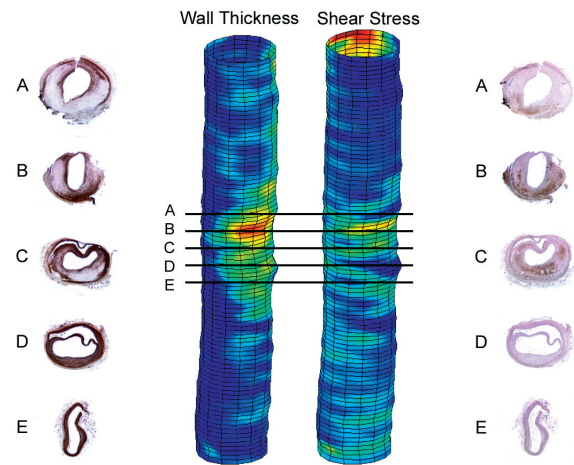 Wall Thickness Shear Stress
A A
B B
C C
D D
E E
A
B
C
D
E